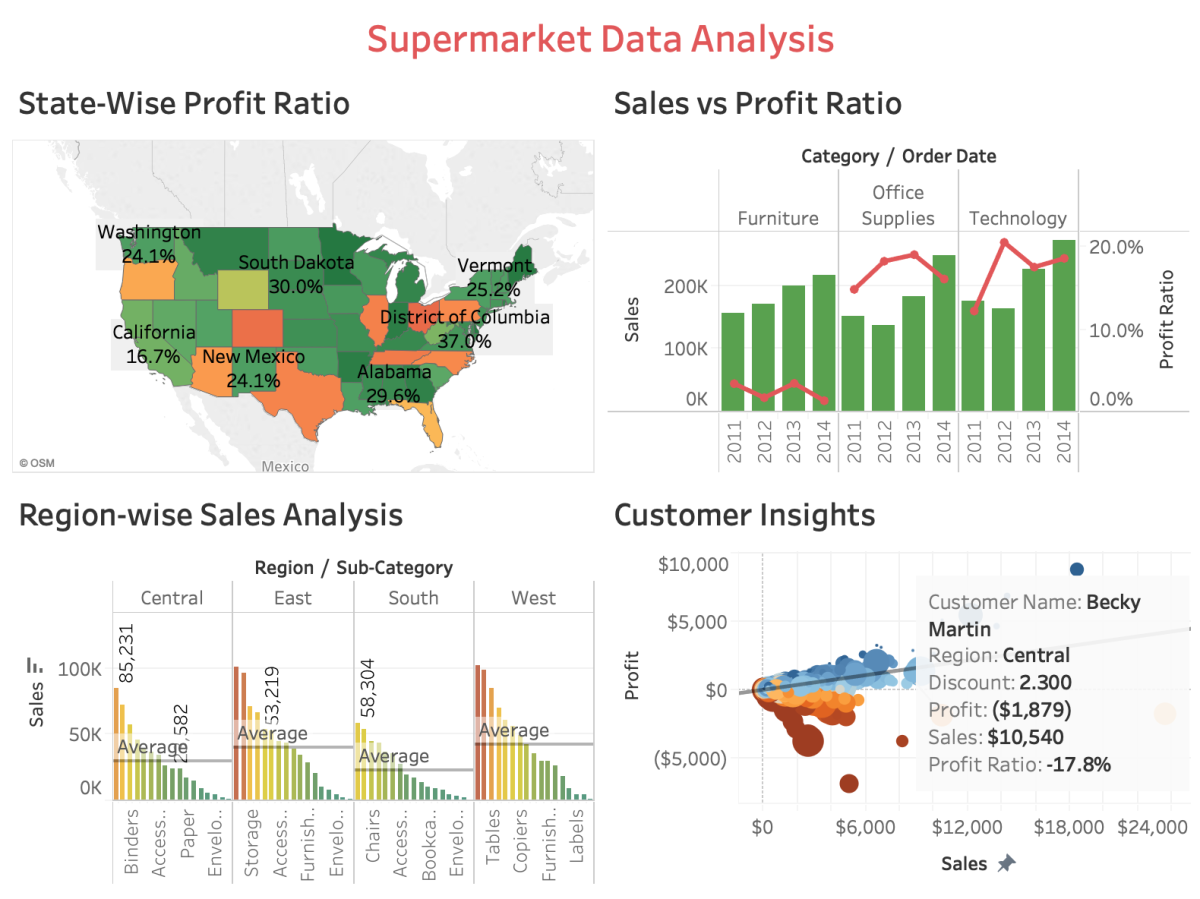 Supermarket Data Analysis
State-Wise Profit Ratio
Washington
24.1%
South Dakota
30.0%
Vermont
25.2%
District of Columbia
37.0%
California
16.7%
New Mexico
24.1%
Alabama
29.6%
© OSM
Mexico
Sales vs Profit Ratio
Category / Order Date
Furniture
Office
Supplies
Technology
Sales
200K
100K
0K
20.0%
10.0%
0.0%
Profit Ratio
2011
2012
2013
2014
2011
2012
2013
2014
2011
2012
2013
2014
Region-wise Sales Analysis
Region / Sub-Category
Central
East
South
West
Sales
100K
50K
0K
85,231
Average
53,219
Average
58,304
Average
Average
Binders
Access..
Paper
Envelo..
Storage
Access..
Furnish..
Envelo..
Chairs
Access..
Bookca..
Envelo..
Tables
Copiers
Furnish..
Labels
Customer Insights
Profit
$10,000
$5,000
$0
($5,000)
Customer Name: Becky
Martin
Region: Central
Discount: 2.300
Profit: ($1,879)
Sales: $10,540
Profit Ratio: -17.8%
$0
$6,000
$12,000
$18,000
$24,000
Sales